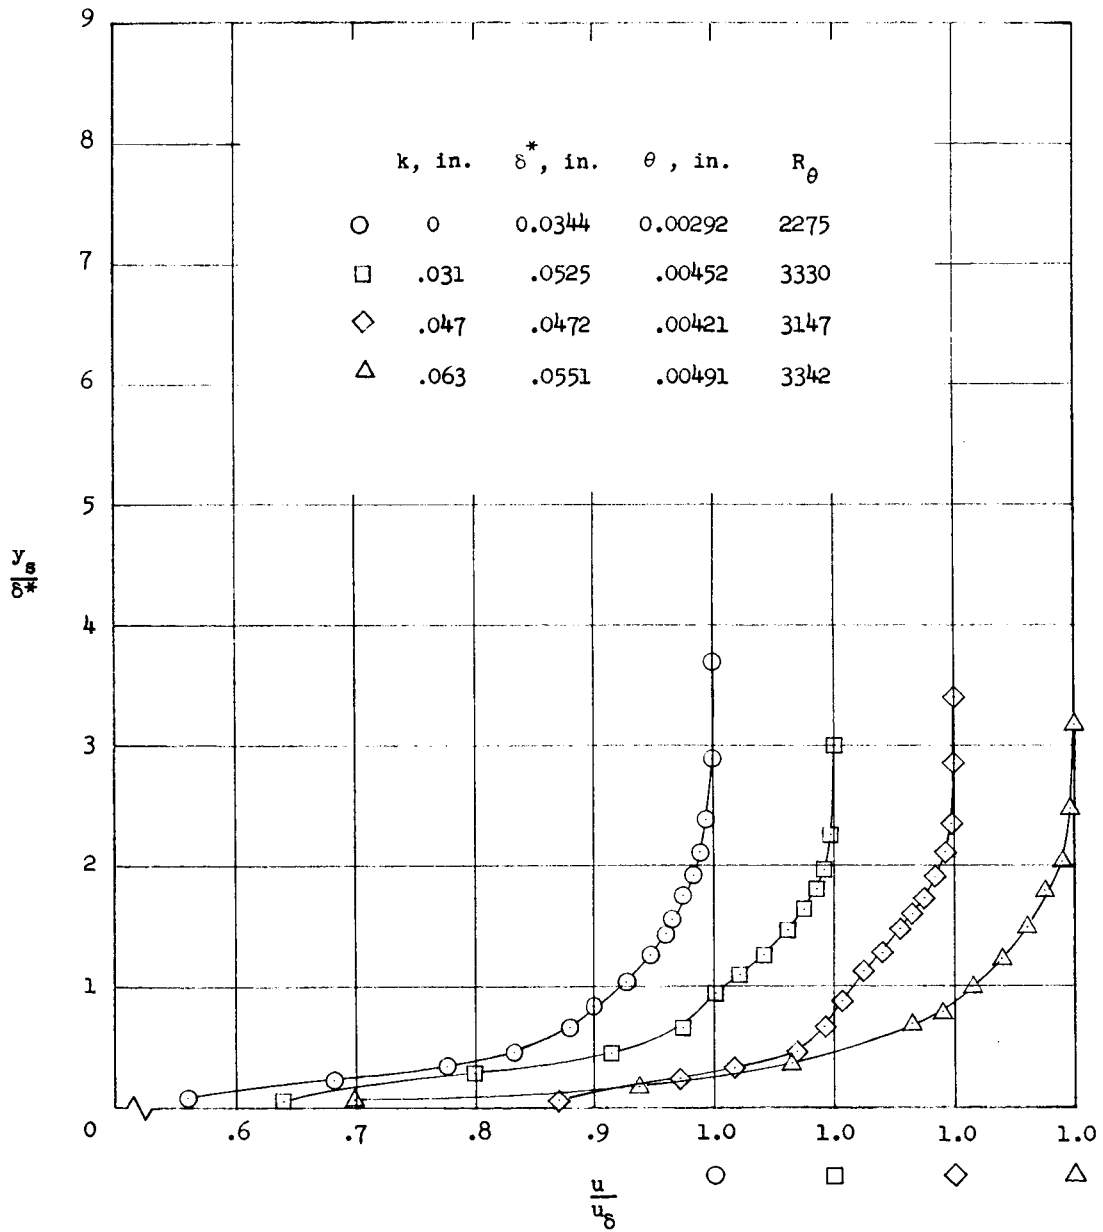 9
8
7
6
5
4
3
2
1
0
y_s
δ*
k, in. δ*, in. θ, in. R_θ
○ 0 0.0344 0.00292 2275
□ .031 .0525 .00452 3330
◇ .047 .0472 .00421 3147
△ .063 .0551 .00491 3342
.6 .7 .8 .9 1.0 1.0 1.0 1.0
○ □ ◇ △
u
u_δ